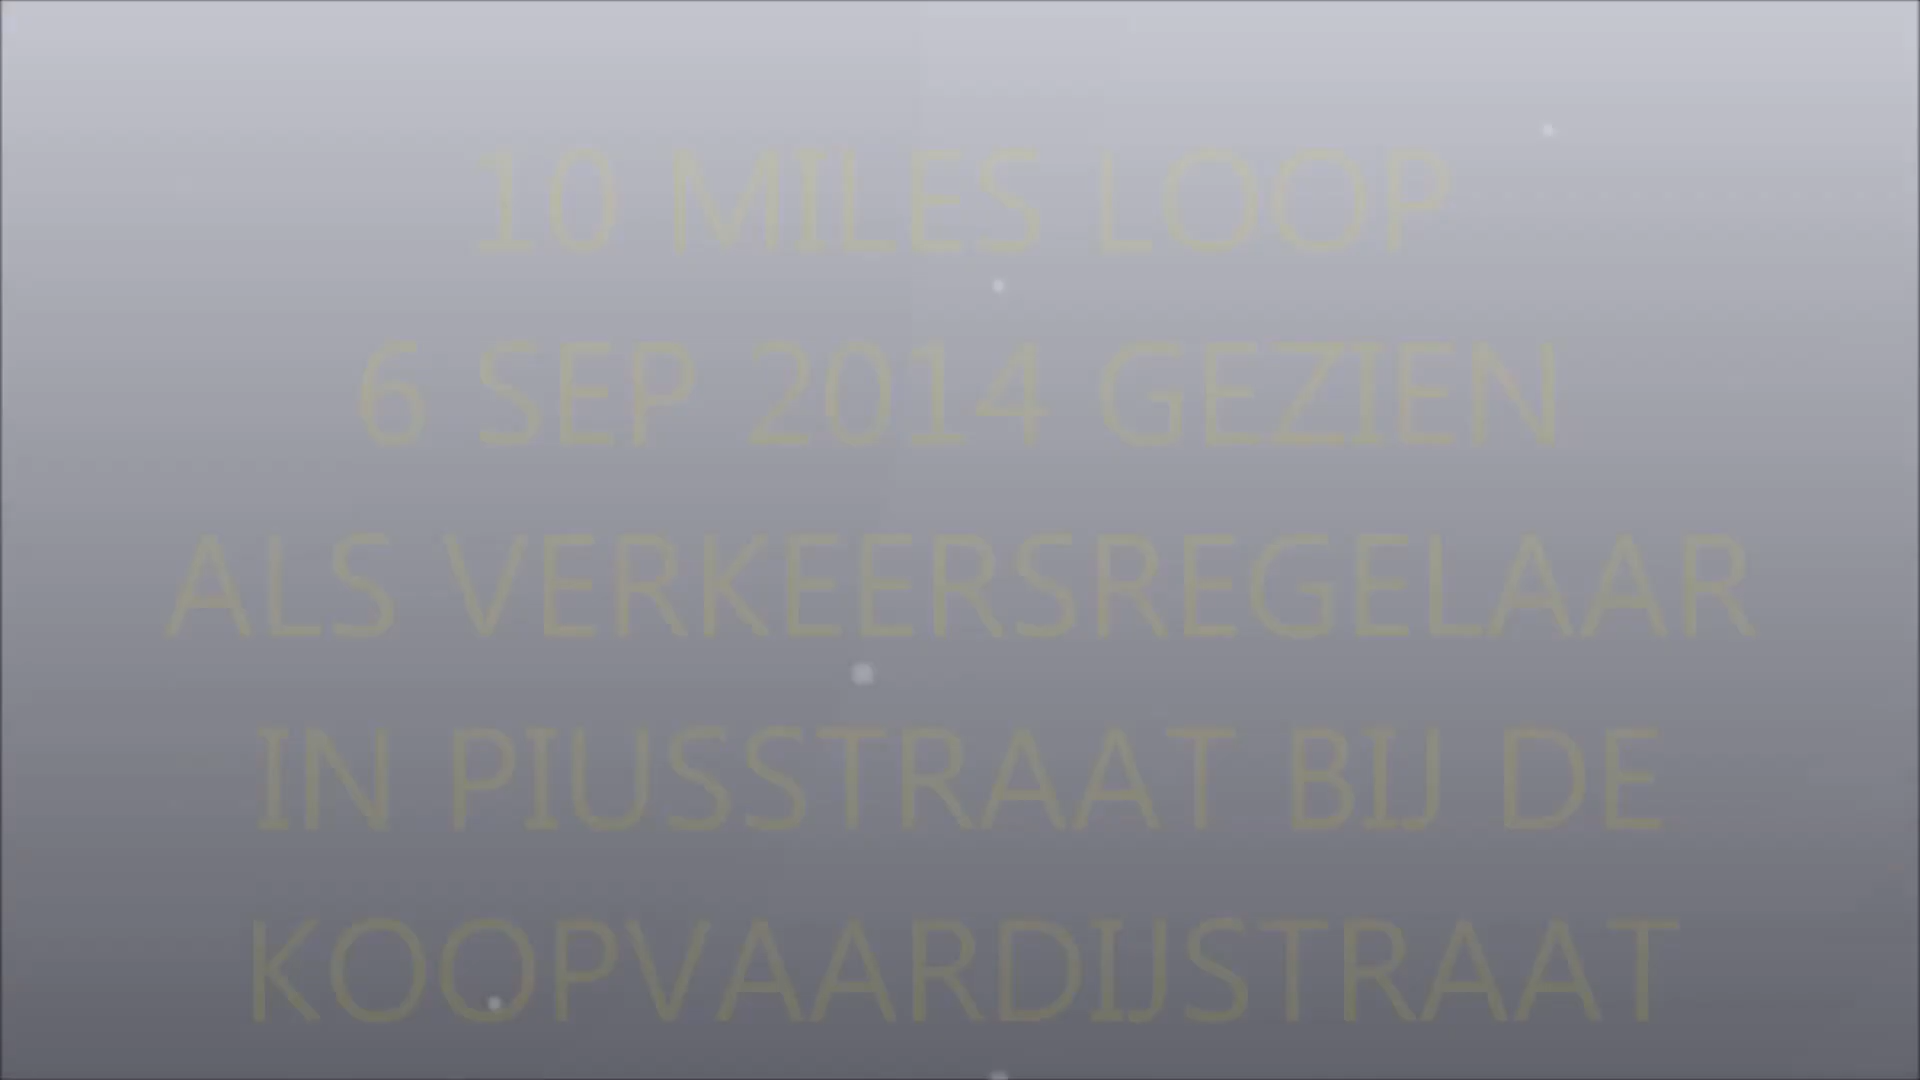 10 MILES LOOP
6 SEP 2014 GEZIEN
ALS VERKEERSREGELAAR
IN PIUSSTRAAT BIJ DE
KOOPVAARDIJSTRAAT